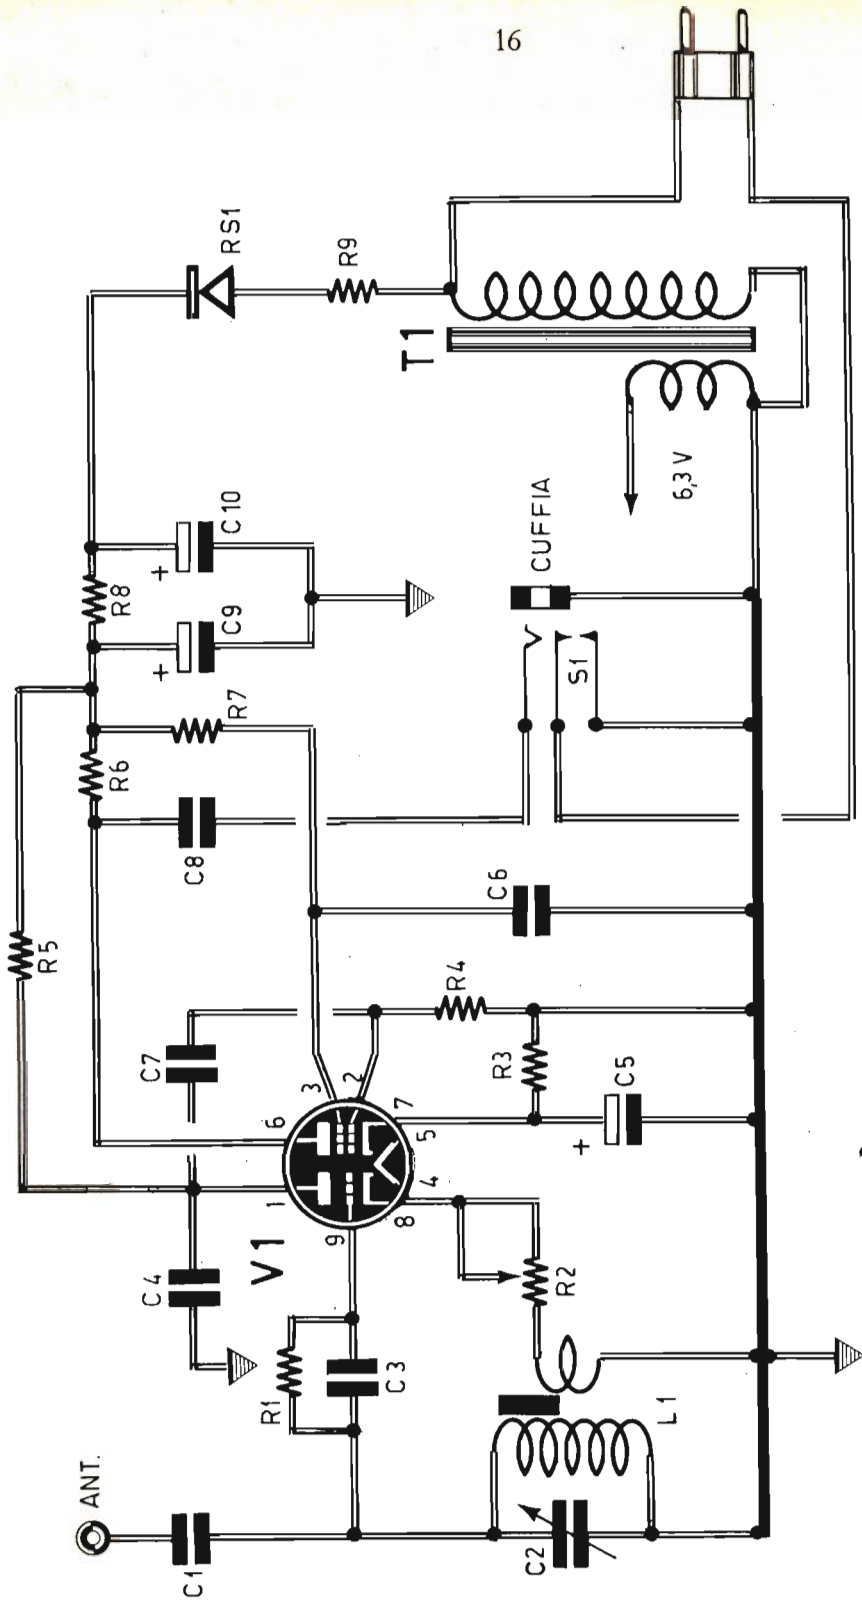 16
ANT.
C1
C2
L1
R1
C3
C4
V1
9
1
6
3
2
7
5
4
8
R2
C7
R5
R3
C5
+
R4
C6
C8
R6
R7
C9
+
R8
C10
+
RS1
R9
T1
6,3 V
CUFFIA
S1